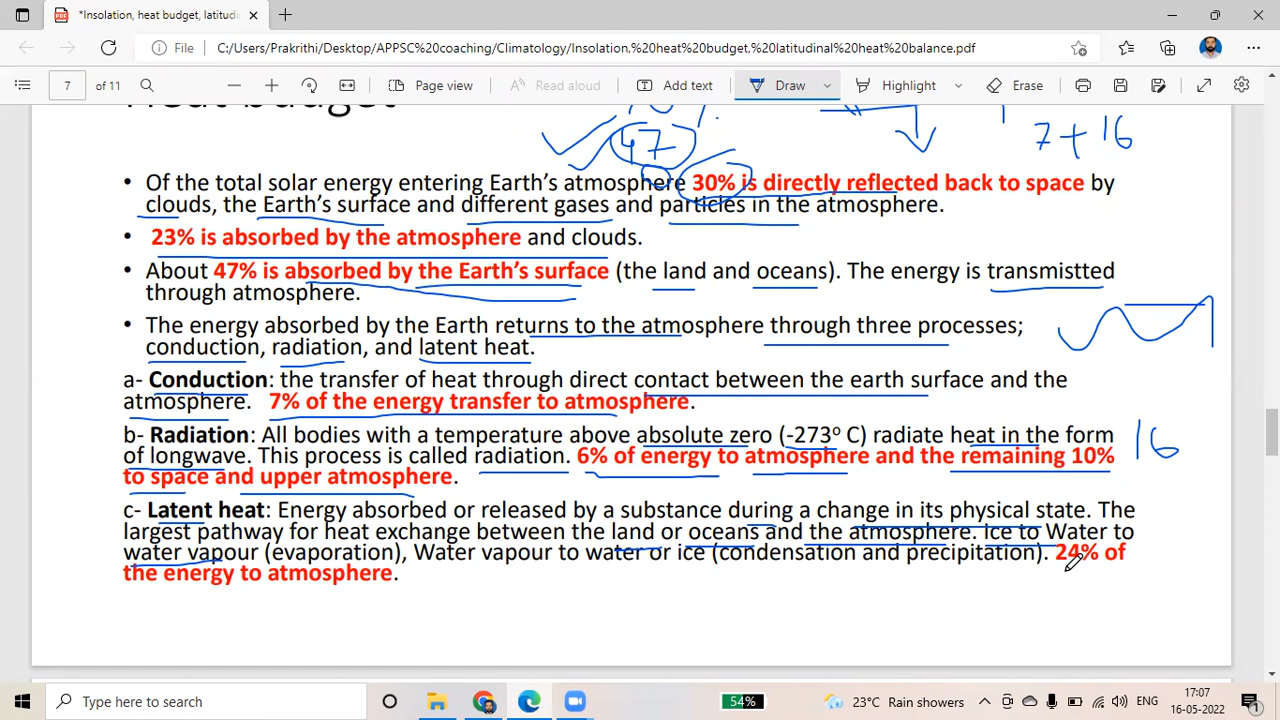 *Insolation, heat budget, latitudi
File C:/Users/Prakrithi/Desktop/APPSC%20coaching/Climatology/Insolation,%20heat%20budget,%20latitudinal%20heat%20balance.pdf
7 of 11 Page view Read aloud Add text Draw Highlight Erase
Heat budget
47
7 + 16
• Of the total solar energy entering Earth's atmosphere 30% is directly reflected back to space by
clouds, the Earth's surface and different gases and particles in the atmosphere.
• 23% is absorbed by the atmosphere and clouds.
• About 47% is absorbed by the Earth's surface (the land and oceans). The energy is transmistted
through atmosphere.
• The energy absorbed by the Earth returns to the atmosphere through three processes;
conduction, radiation, and latent heat.
a- Conduction: the transfer of heat through direct contact between the earth surface and the
atmosphere. 7% of the energy transfer to atmosphere.
b- Radiation: All bodies with a temperature above absolute zero (-273º C) radiate heat in the form
of longwave. This process is called radiation. 6% of energy to atmosphere and the remaining 10%
to space and upper atmosphere.
16
c- Latent heat: Energy absorbed or released by a substance during a change in its physical state. The
largest pathway for heat exchange between the land or oceans and the atmosphere. Ice to Water to
water vapour (evaporation), Water vapour to water or ice (condensation and precipitation). 24% of
the energy to atmosphere.
Type here to search
54%
23°C Rain showers
ENG
17:07
16-05-2022
1